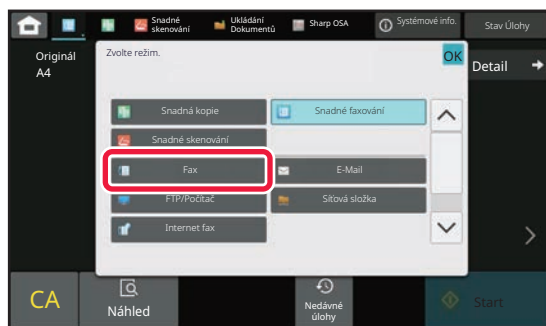 Snadné skenování
Ukládání Dokumentů
Sharp OSA
Systémové info.
Stav Úlohy
Originál
A4
Zvolte režim.
OK
Detail
Snadná kopie
Snadné faxování
Snadné skenování
Fax
E-Mail
FTP/Počítač
Síťová složka
Internet fax
CA
Náhled
Nedávné
úlohy
Start